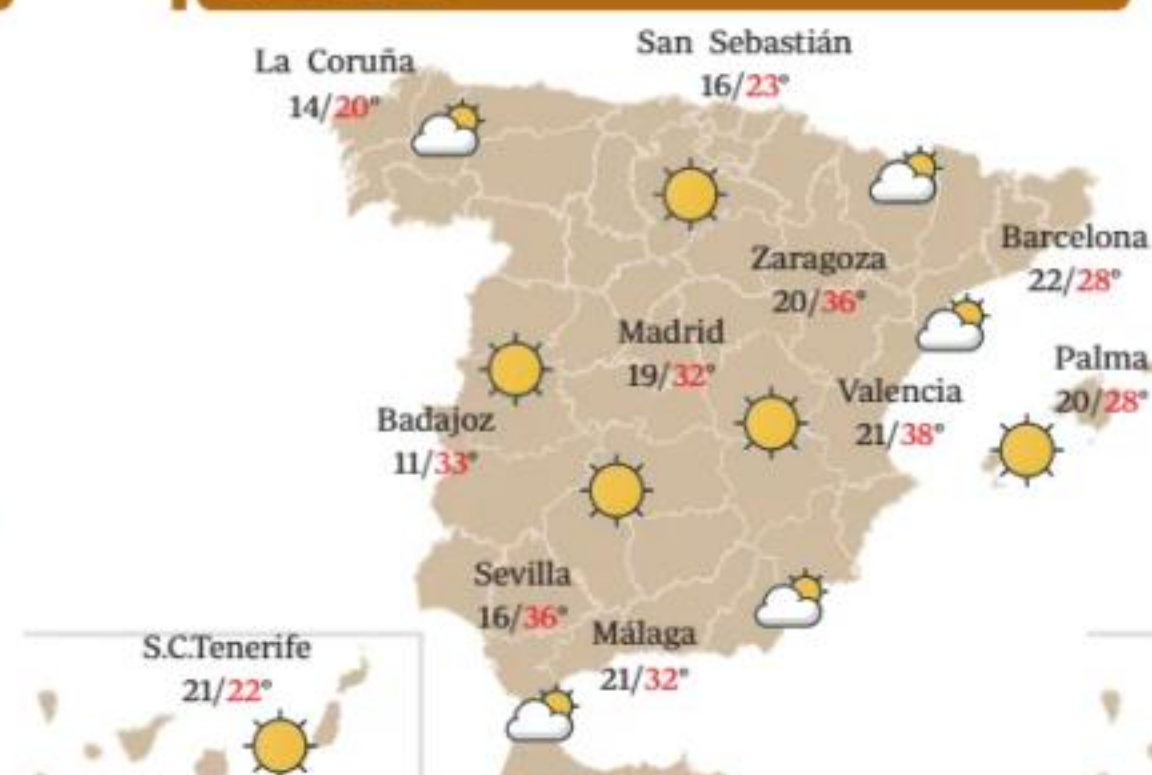 La Coruña
14/20°
San Sebastián
16/23°
Barcelona
22/28°
Zaragoza
20/36°
Madrid
19/32°
Palma
20/28°
Valencia
21/38°
Badajoz
11/33°
Sevilla
16/36°
Málaga
21/32°
S.C.Tenerife
21/22°